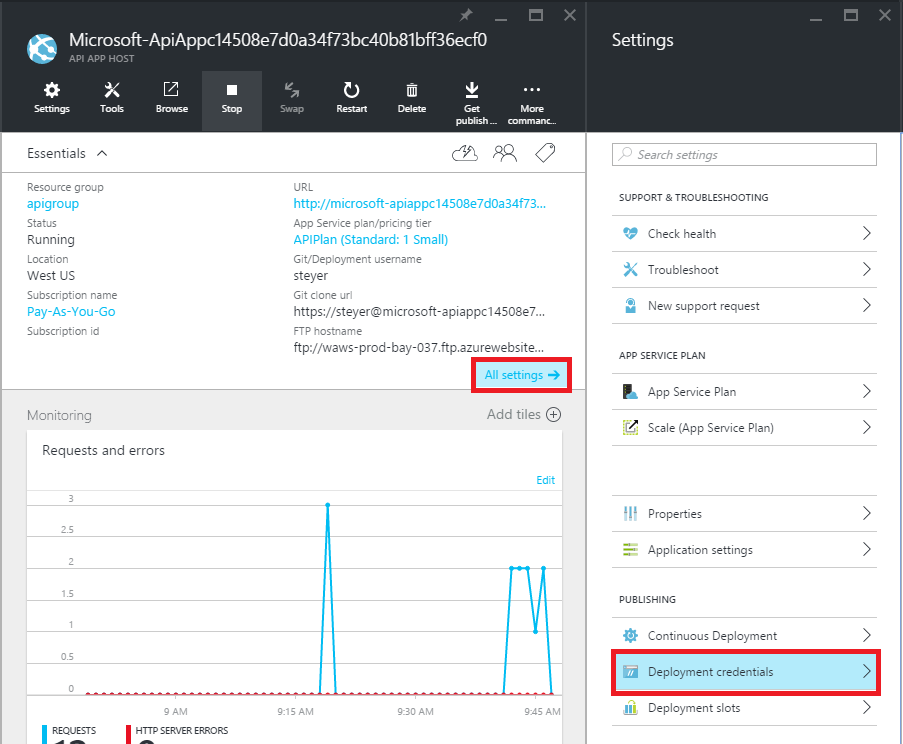 Microsoft-ApiAppc14508e7d0a34f73bc40b81bff36ecf0
API APP HOST
Settings
Tools
Browse
Stop
Swap
Restart
Delete
Get
publish ...
More
commanc...
Essentials
Resource group
apigroup
Status
Running
Location
West US
Subscription name
Pay-As-You-Go
Subscription id
URL
http://microsoft-apiappc14508e7d0a34f73...
App Service plan/pricing tier
APIPlan (Standard: 1 Small)
Git/Deployment username
steyer
Git clone url
https://steyer@microsoft-apiappc14508e7...
FTP hostname
ftp://waws-prod-bay-037.ftp.azurewebsite...
All settings
Monitoring
Add tiles
Requests and errors
Edit
3
2.5
2
1.5
1
0.5
0
9 AM
9:15 AM
9:30 AM
9:45 AM
REQUESTS
HTTP SERVER ERRORS
Settings
Search settings
SUPPORT & TROUBLESHOOTING
Check health
Troubleshoot
New support request
APP SERVICE PLAN
App Service Plan
Scale (App Service Plan)
Properties
Application settings
PUBLISHING
Continuous Deployment
Deployment credentials
Deployment slots